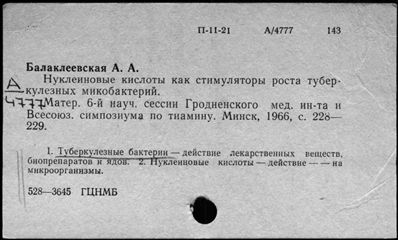 П-11-21 А/4777 143
Балаклеевская А. А.
Нуклеиновые кислоты как стимуляторы роста тубер-
кулезных микобактерий.
А
4777
Матер. 6-й науч. сессии Гродненского мед. ин-та и
Всесоюз. симпозиума по тиамину. Минск, 1966, с. 228—
229.
1. Туберкулезные бактерии — действие лекарственных веществ,
биопрепаратов и ядов. 2. Нуклеиновые кислоты — действие — — на
микроорганизмы.
528—3645 ГЦНМБ